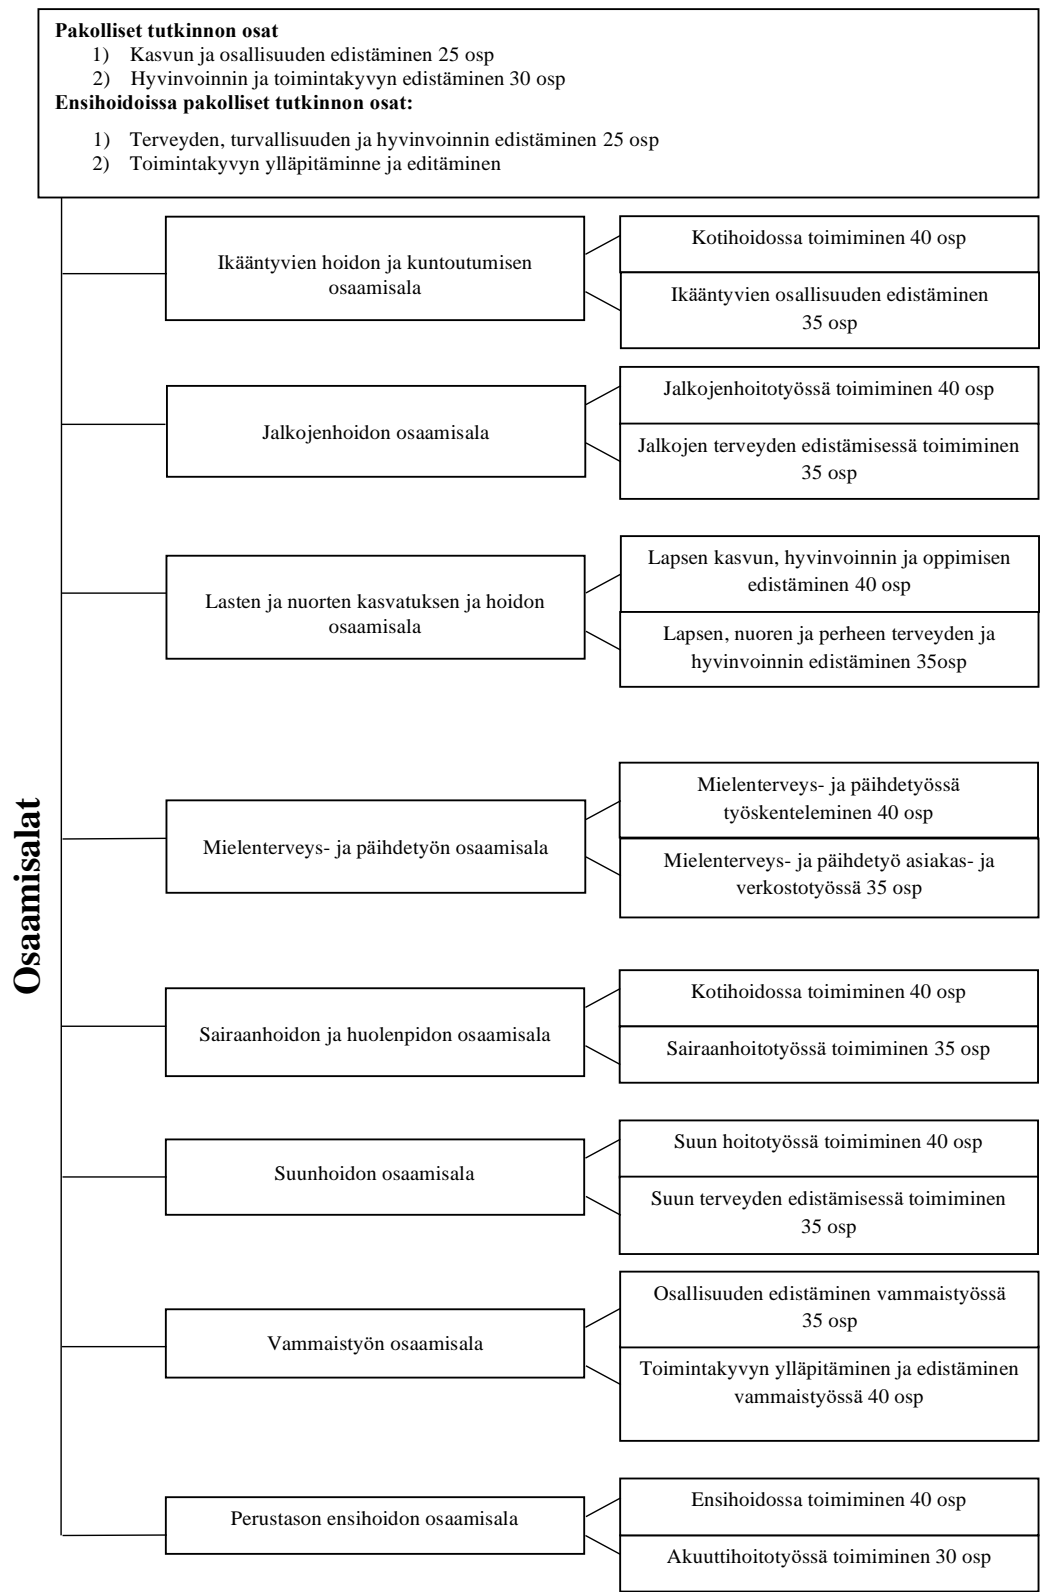 Pakolliset tutkinnon osat
1) Kasvun ja osallisuuden edistäminen 25 osp
2) Hyvinvoinnin ja toimintakyvyn edistäminen 30 osp
Ensihoidoissa pakolliset tutkinnon osat:
1) Terveyden, turvallisuuden ja hyvinvoinnin edistäminen 25 osp
2) Toimintakyvyn ylläpitäminne ja editäminen
Osaamisalat
Ikääntyvien hoidon ja kuntoutumisen
osaamisala
Kotihoidossa toimiminen 40 osp
Ikääntyvien osallisuuden edistäminen
35 osp
Jalkojenhoidon osaamisala
Jalkojenhoitotyössä toimiminen 40 osp
Jalkojen terveyden edistämisessä toimiminen
35 osp
Lasten ja nuorten kasvatuksen ja hoidon
osaamisala
Lapsen kasvun, hyvinvoinnin ja oppimisen
edistäminen 40 osp
Lapsen, nuoren ja perheen terveyden ja
hyvinvoinnin edistäminen 35osp
Mielenterveys- ja päihdetyön osaamisala
Mielenterveys- ja päihdetyössä
työskenteleminen 40 osp
Mielenterveys- ja päihdetyö asiakas- ja
verkostotyössä 35 osp
Sairaanhoidon ja huolenpidon osaamisala
Kotihoidossa toimiminen 40 osp
Sairaanhoitotyössä toimiminen 35 osp
Suunhoidon osaamisala
Suun hoitotyössä toimiminen 40 osp
Suun terveyden edistämisessä toimiminen
35 osp
Vammaistyön osaamisala
Osallisuuden edistäminen vammaistyössä
35 osp
Toimintakyvyn ylläpitäminen ja edistäminen
vammaistyössä 40 osp
Perustason ensihoidon osaamisala
Ensihoidossa toimiminen 40 osp
Akuuttihoitotyössä toimiminen 30 osp